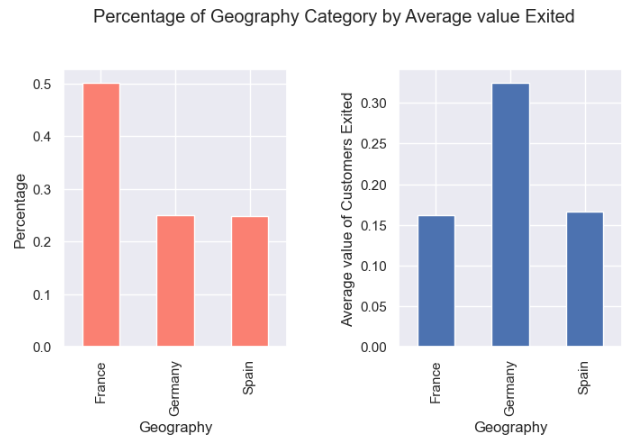 Percentage of Geography Category by Average value Exited
Percentage
0.5
0.4
0.3
0.2
0.1
0.0
France
Germany
Spain
Geography
Average value of Customers Exited
0.30
0.25
0.20
0.15
0.10
0.05
0.00
France
Germany
Spain
Geography